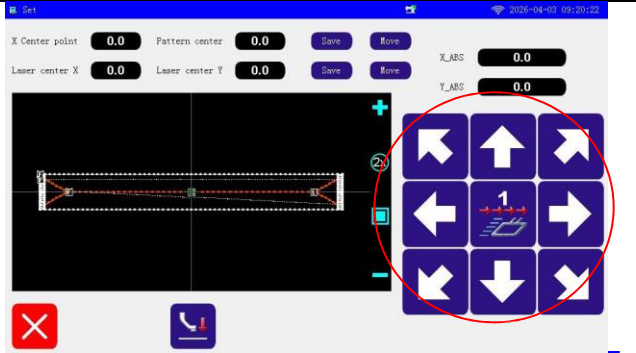 Set 2026-04-03 09:20:22
X Center point 0.0 Pattern center 0.0 Save Move
Laser center X 0.0 Laser center Y 0.0 Save Move
X_ABS 0.0
Y_ABS 0.0
2x
1